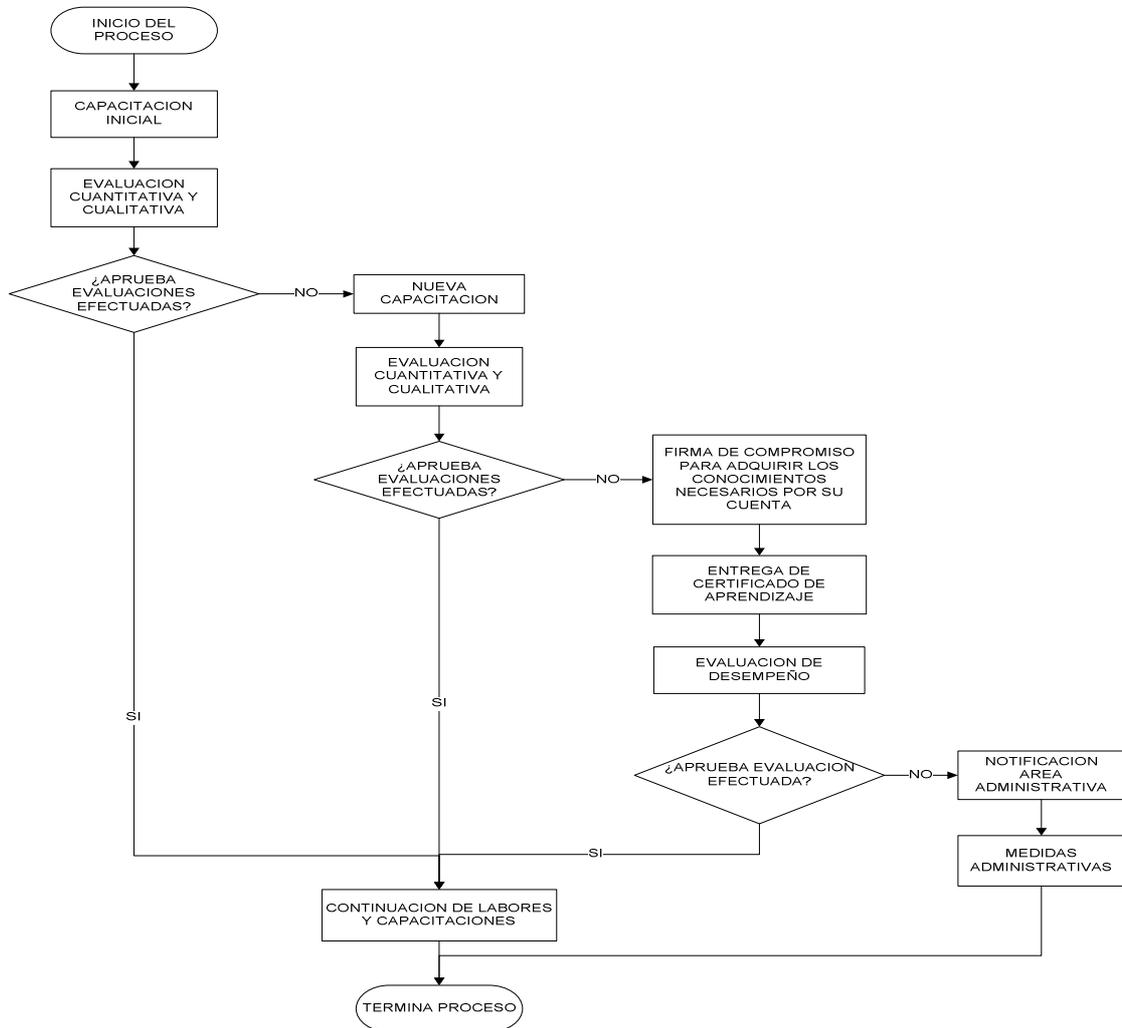 INICIO DEL
PROCESO
CAPACITACION
INICIAL
EVALUACION
CUANTITATIVA Y
CUALITATIVA
¿APRUEBA
EVALUACIONES
EFECTUADAS?
NO
NUEVA
CAPACITACION
EVALUACION
CUANTITATIVA Y
CUALITATIVA
¿APRUEBA
EVALUACIONES
EFECTUADAS?
NO
FIRMA DE COMPROMISO
PARA ADQUIRIR LOS
CONOCIMIENTOS
NECESARIOS POR SU
CUENTA
ENTREGA DE
CERTIFICADO DE
APRENDIZAJE
EVALUACION DE
DESEMPEÑO
SI
SI
¿APRUEBA EVALUACION
EFECTUADA?
NO
NOTIFICACION
AREA
ADMINISTRATIVA
SI
MEDIDAS
ADMINISTRATIVAS
CONTINUACION DE LABORES
Y CAPACITACIONES
TERMINA PROCESO